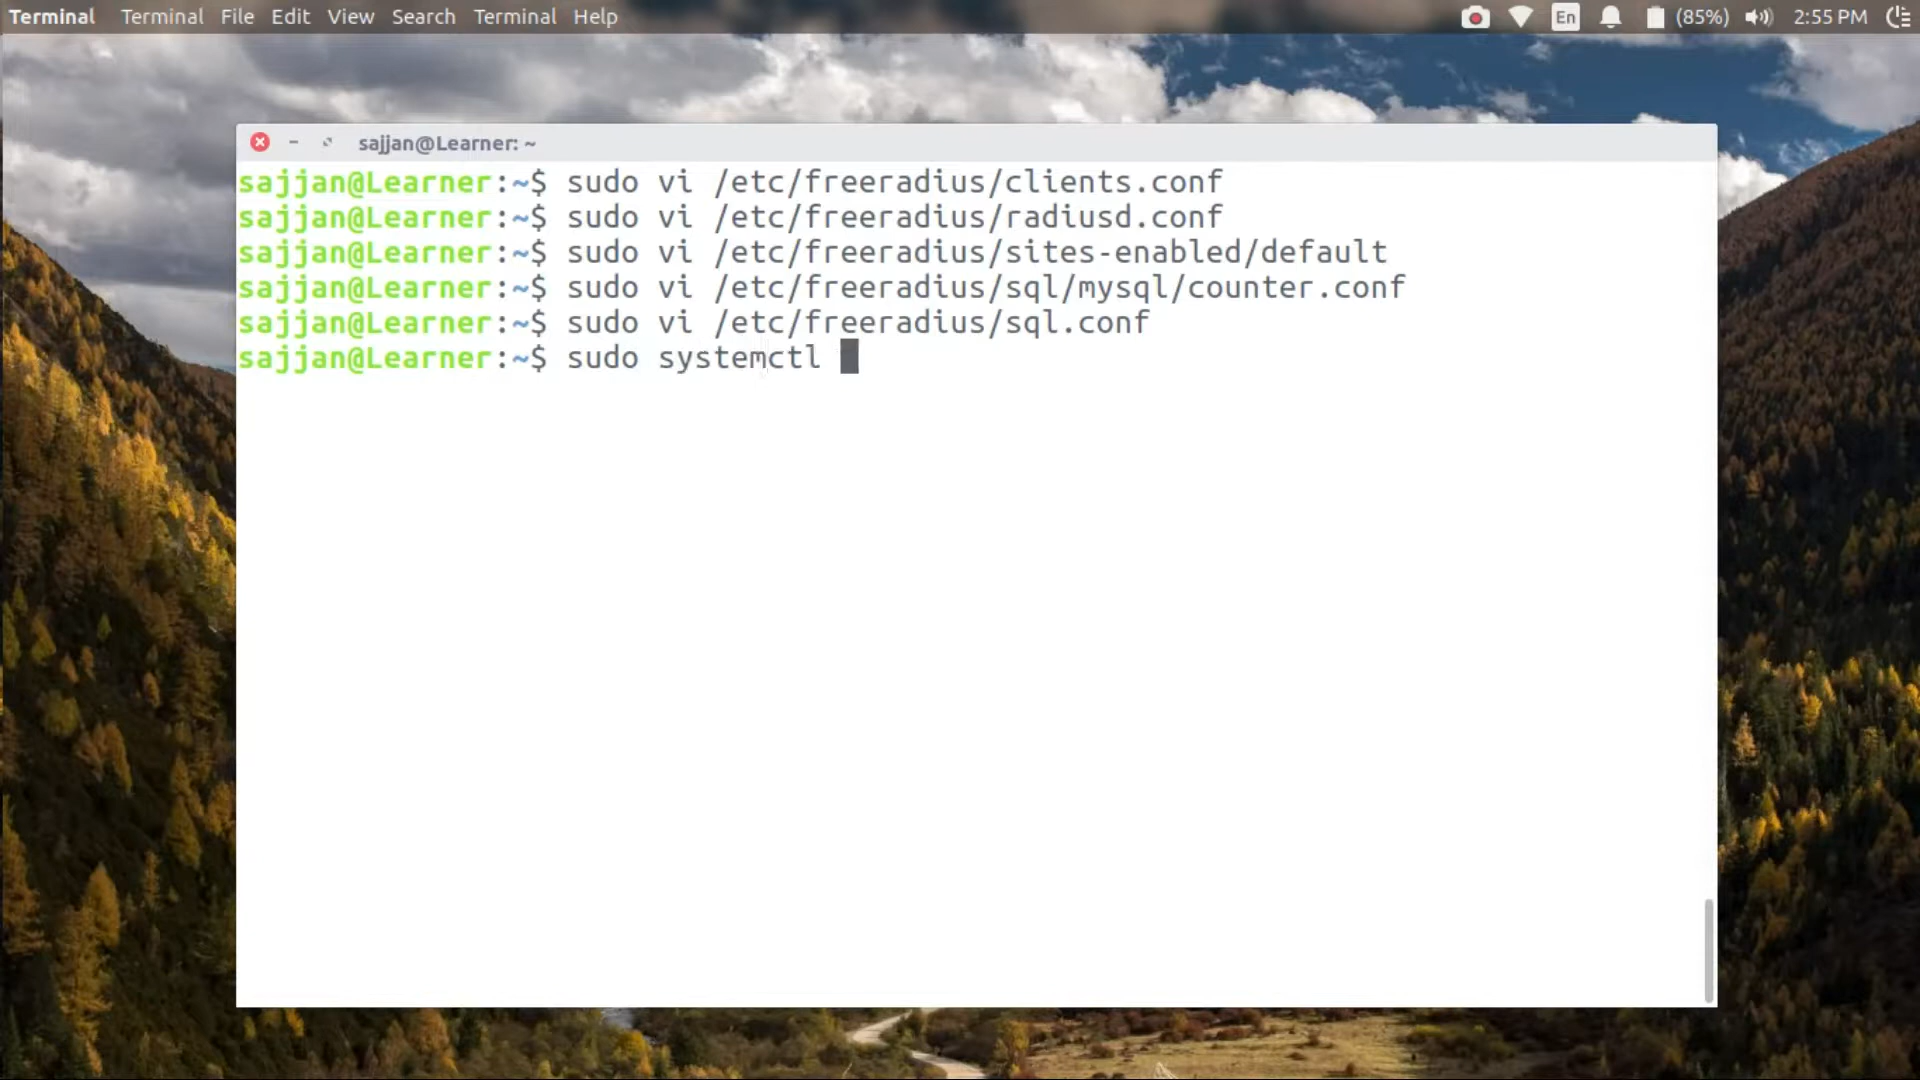 Terminal Terminal File Edit View Search Terminal Help En (85%) 2:55 PM
sajjan@Learner: ~
sajjan@Learner:~$ sudo vi /etc/freeradius/clients.conf
sajjan@Learner:~$ sudo vi /etc/freeradius/radiusd.conf
sajjan@Learner:~$ sudo vi /etc/freeradius/sites-enabled/default
sajjan@Learner:~$ sudo vi /etc/freeradius/sql/mysql/counter.conf
sajjan@Learner:~$ sudo vi /etc/freeradius/sql.conf
sajjan@Learner:~$ sudo systemctl